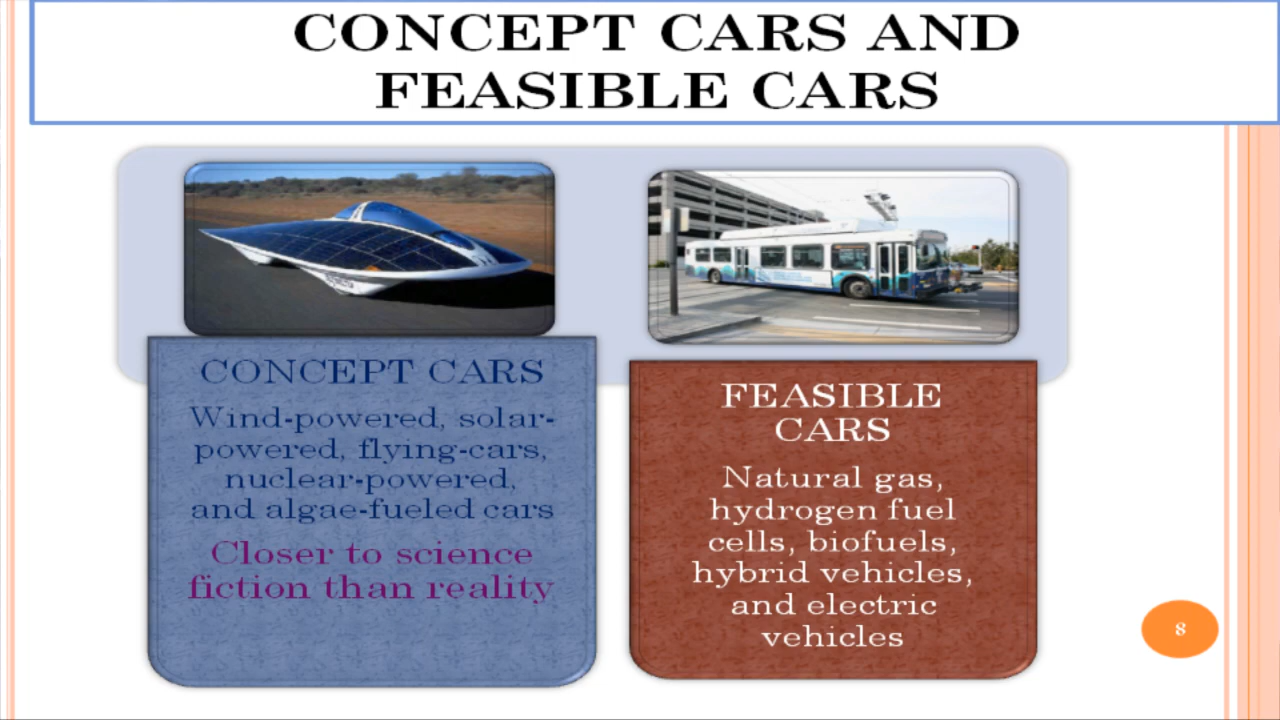 CONCEPT CARS AND
FEASIBLE CARS
CONCEPT CARS
Wind-powered, solar-
powered, flying-cars,
nuclear-powered,
and algae-fueled cars
Closer to science
fiction than reality
FEASIBLE
CARS
Natural gas,
hydrogen fuel
cells, biofuels,
hybrid vehicles,
and electric
vehicles
8